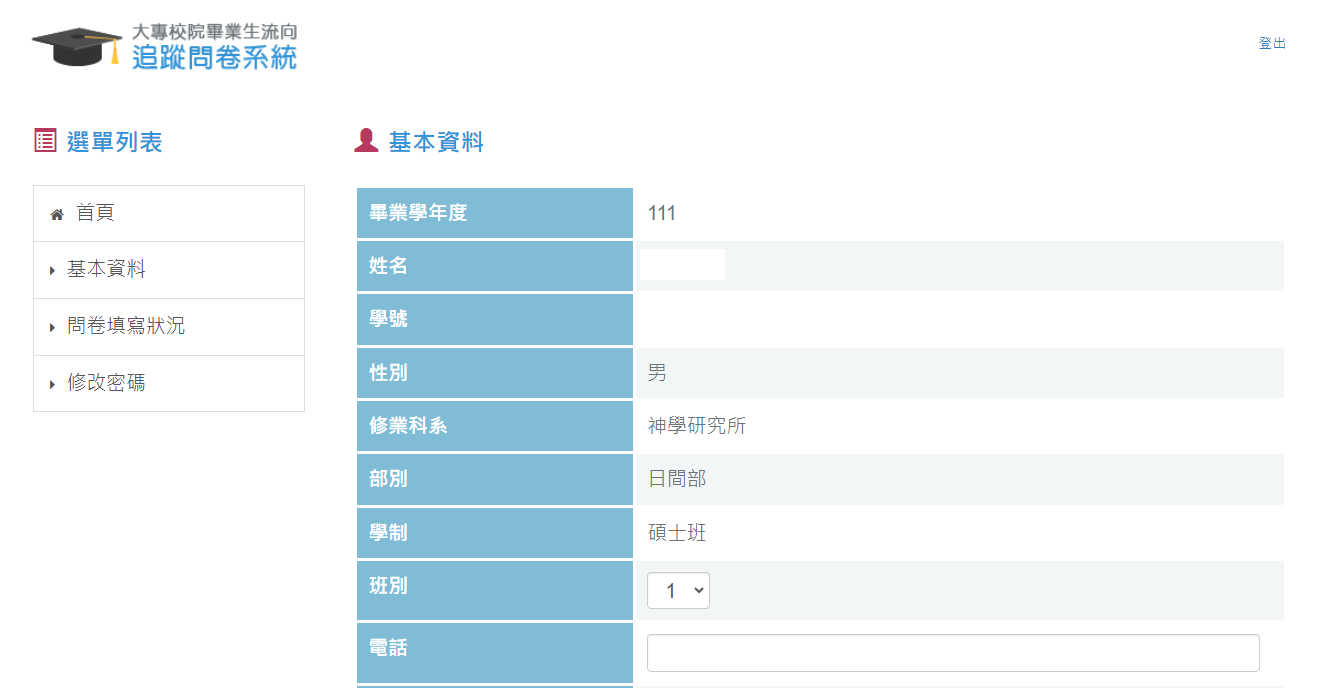 大專校院畢業生流向
追蹤問卷系統
登出
選單列表
首頁
基本資料
問卷填寫狀況
修改密碼
基本資料
畢業學年度 111
姓名
學號
性別 男
修業科系 神學研究所
部別 日間部
學制 碩士班
班別 1
電話